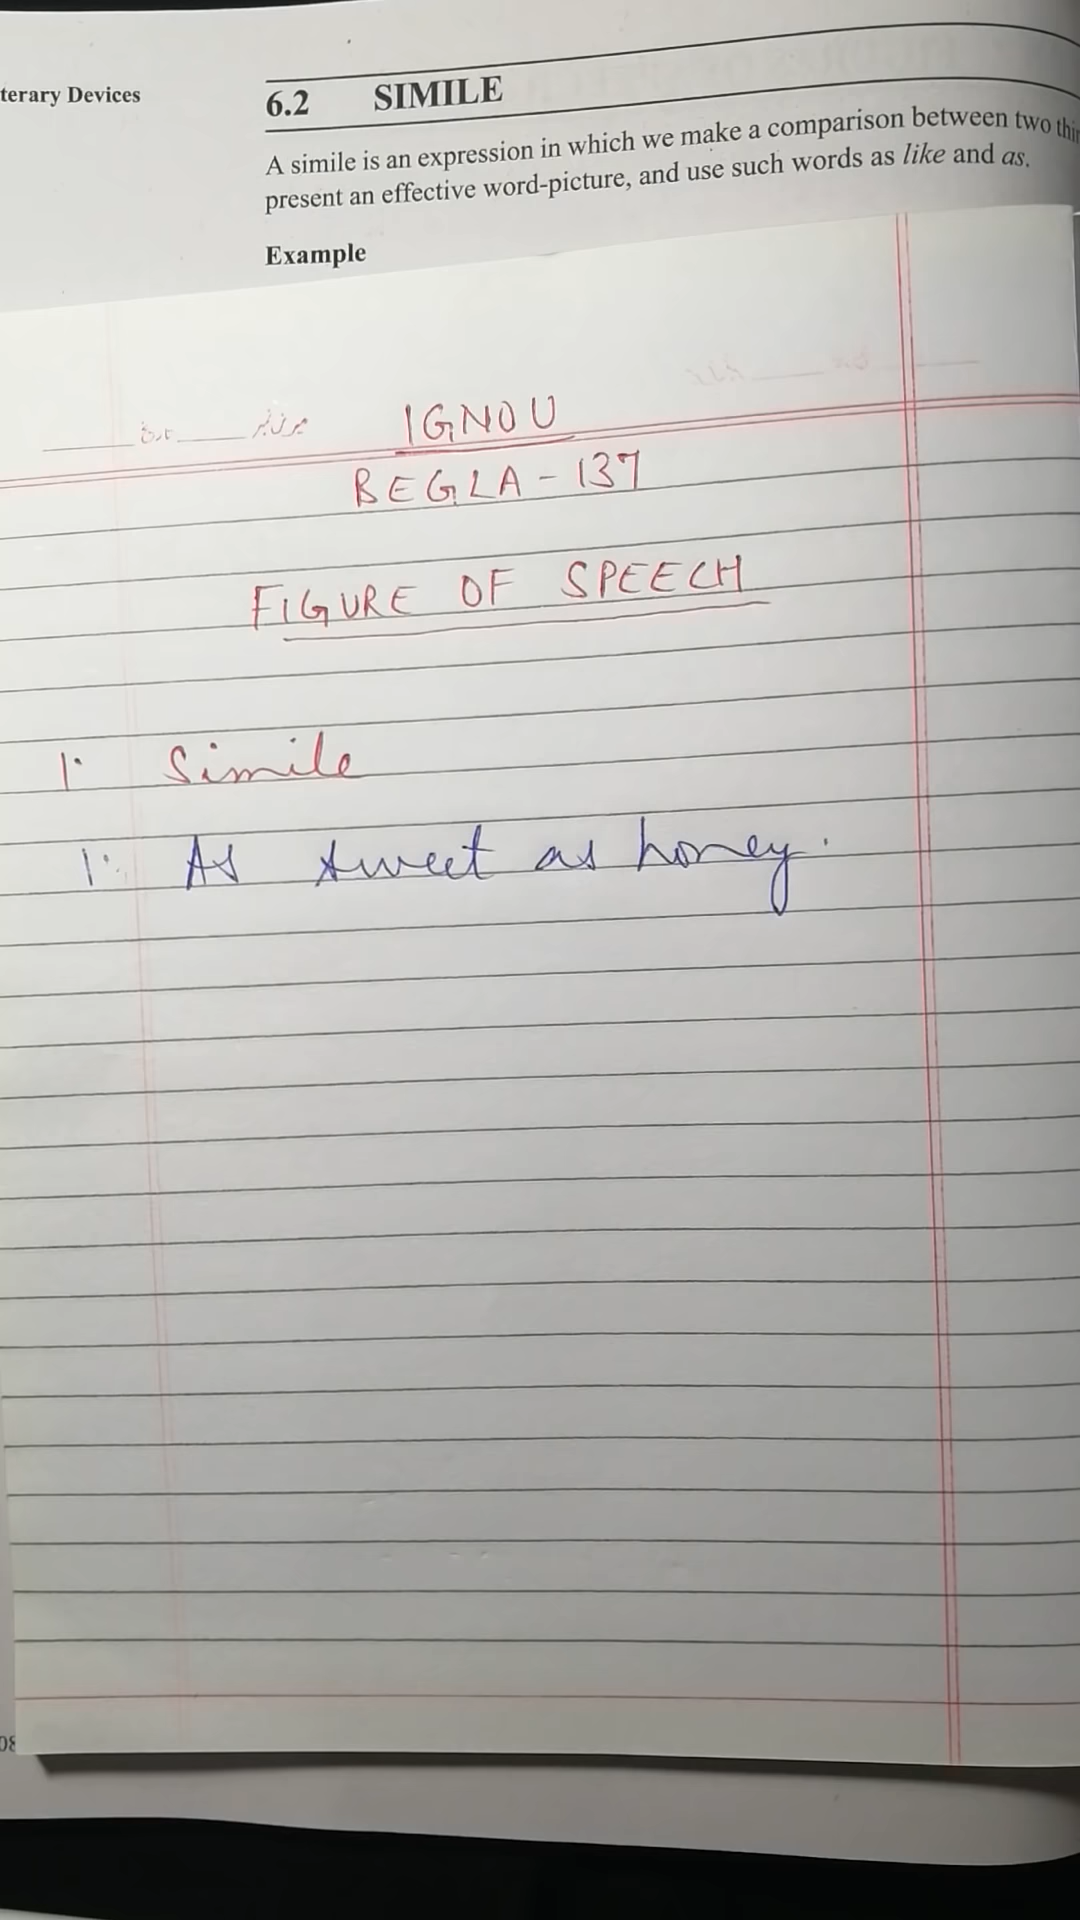 terary Devices
6.2 SIMILE
A simile is an expression in which we make a comparison between two thin
present an effective word-picture, and use such words as like and as.
Example
IGNOU
BEGLA - 137
FIGURE OF SPEECH
1. Simile
1. As sweet as honey.
08